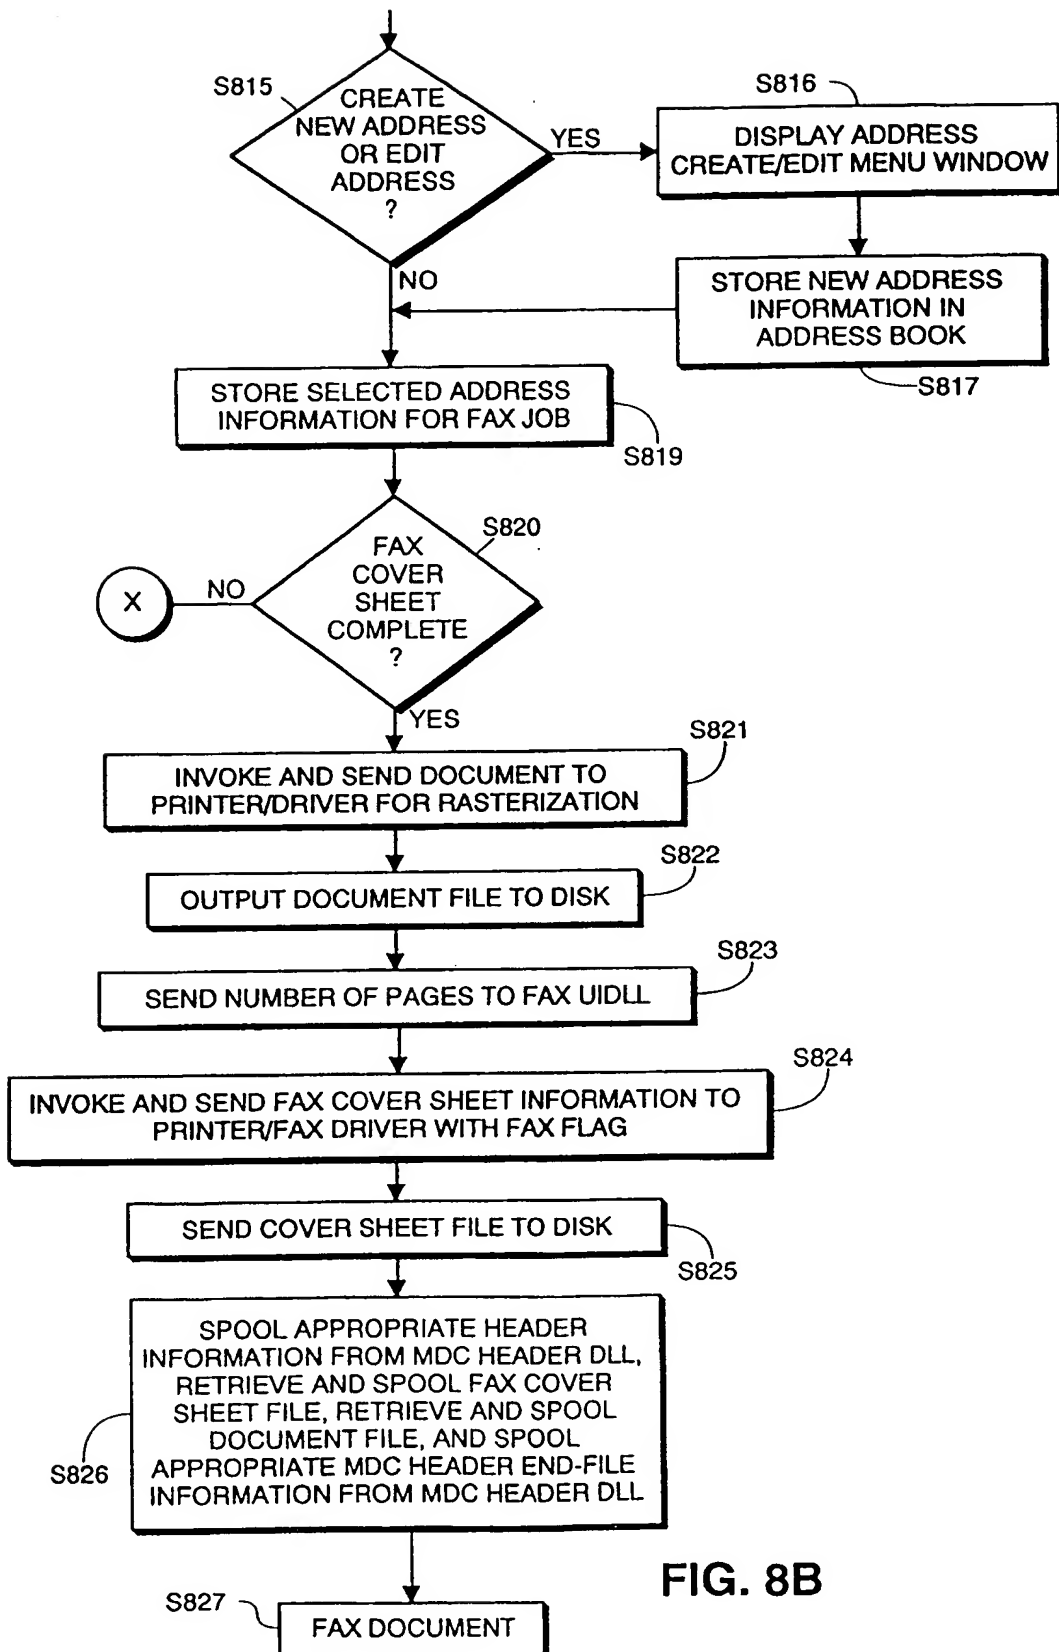 S815
CREATE
NEW ADDRESS
OR EDIT
ADDRESS
?
YES
S816
DISPLAY ADDRESS
CREATE/EDIT MENU WINDOW
NO
STORE NEW ADDRESS
INFORMATION IN
ADDRESS BOOK
S817
STORE SELECTED ADDRESS
INFORMATION FOR FAX JOB
S819
S820
FAX
COVER
SHEET
COMPLETE
?
NO
X
YES
S821
INVOKE AND SEND DOCUMENT TO
PRINTER/DRIVER FOR RASTERIZATION
S822
OUTPUT DOCUMENT FILE TO DISK
S823
SEND NUMBER OF PAGES TO FAX UIDLL
S824
INVOKE AND SEND FAX COVER SHEET INFORMATION TO
PRINTER/FAX DRIVER WITH FAX FLAG
SEND COVER SHEET FILE TO DISK
S825
SPOOL APPROPRIATE HEADER
INFORMATION FROM MDC HEADER DLL,
RETRIEVE AND SPOOL FAX COVER
SHEET FILE, RETRIEVE AND SPOOL
DOCUMENT FILE, AND SPOOL
APPROPRIATE MDC HEADER END-FILE
INFORMATION FROM MDC HEADER DLL
S826
FIG. 8B
S827
FAX DOCUMENT